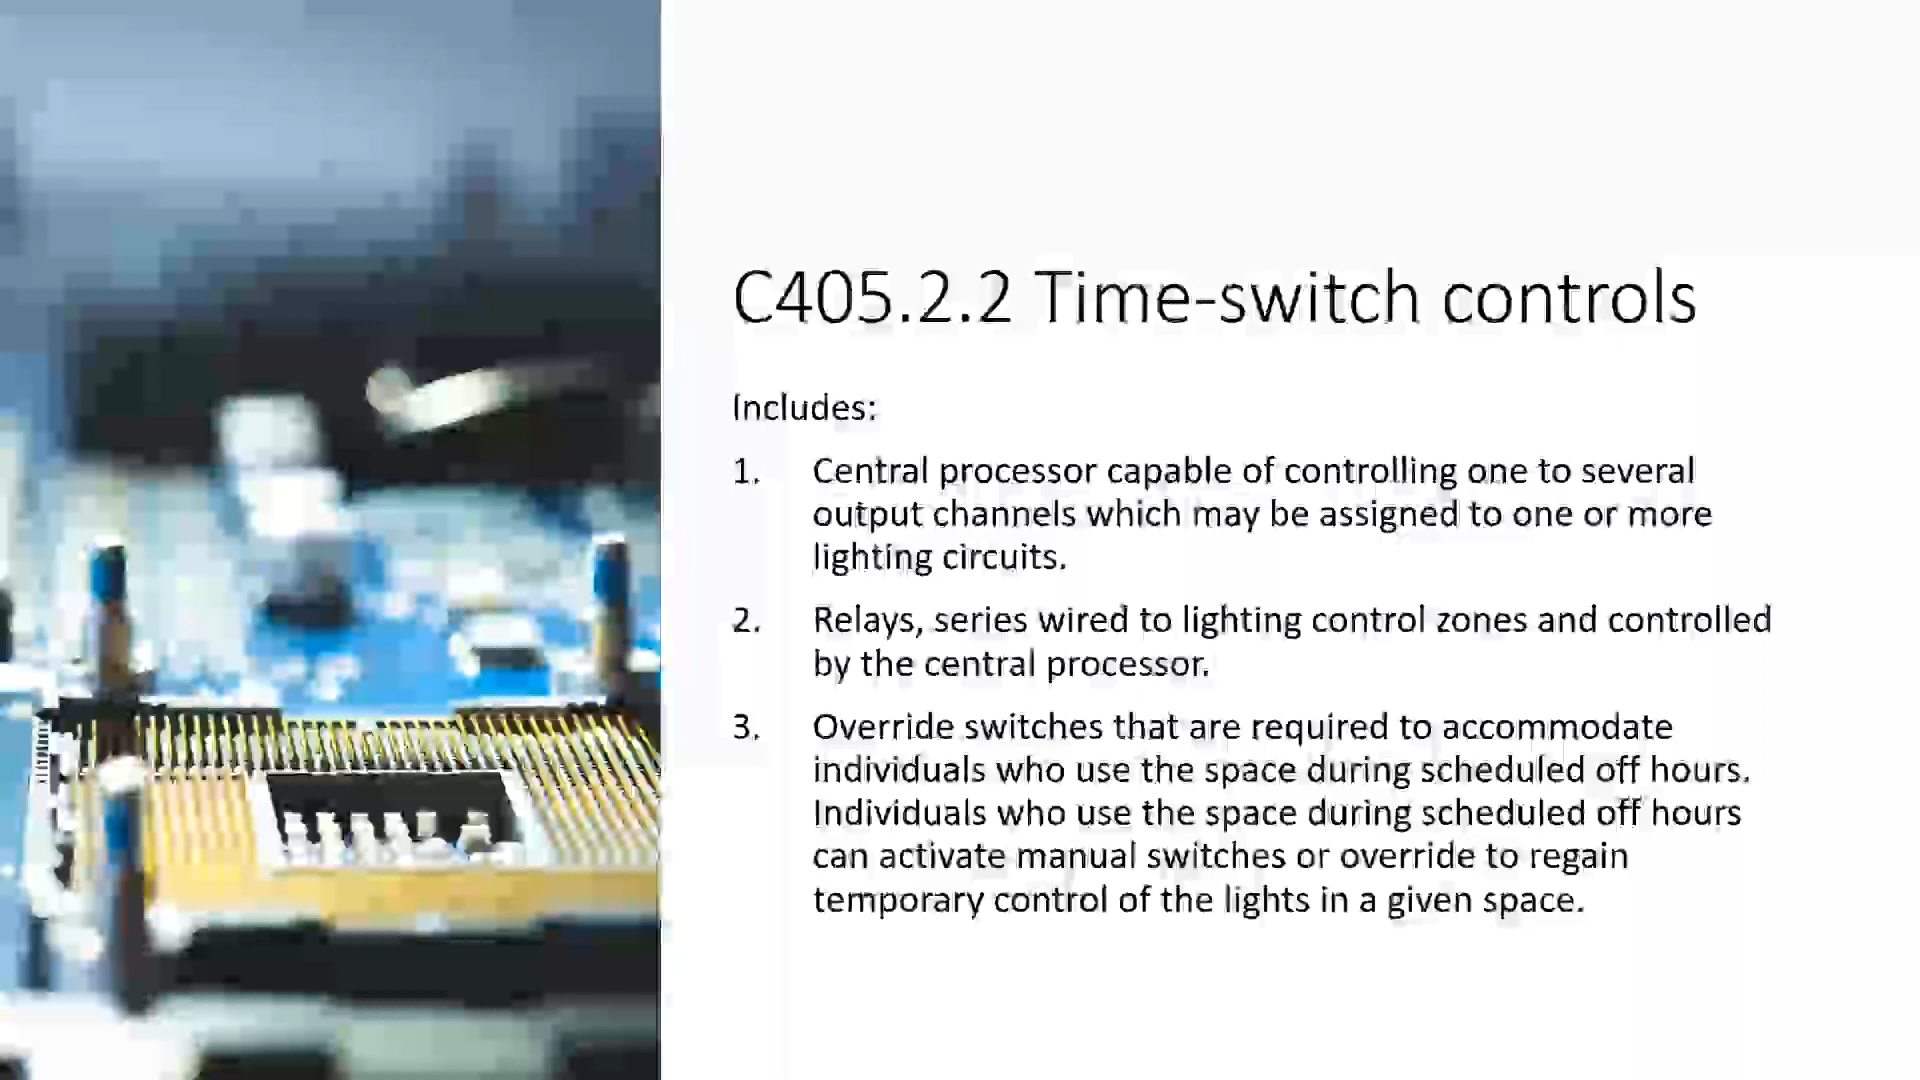 C405.2.2 Time-switch controls
Includes:
1. Central processor capable of controlling one to several
output channels which may be assigned to one or more
lighting circuits.
2. Relays, series wired to lighting control zones and controlled
by the central processor.
3. Override switches that are required to accommodate
individuals who use the space during scheduled off hours.
Individuals who use the space during scheduled off hours
can activate manual switches or override to regain
temporary control of the lights in a given space.